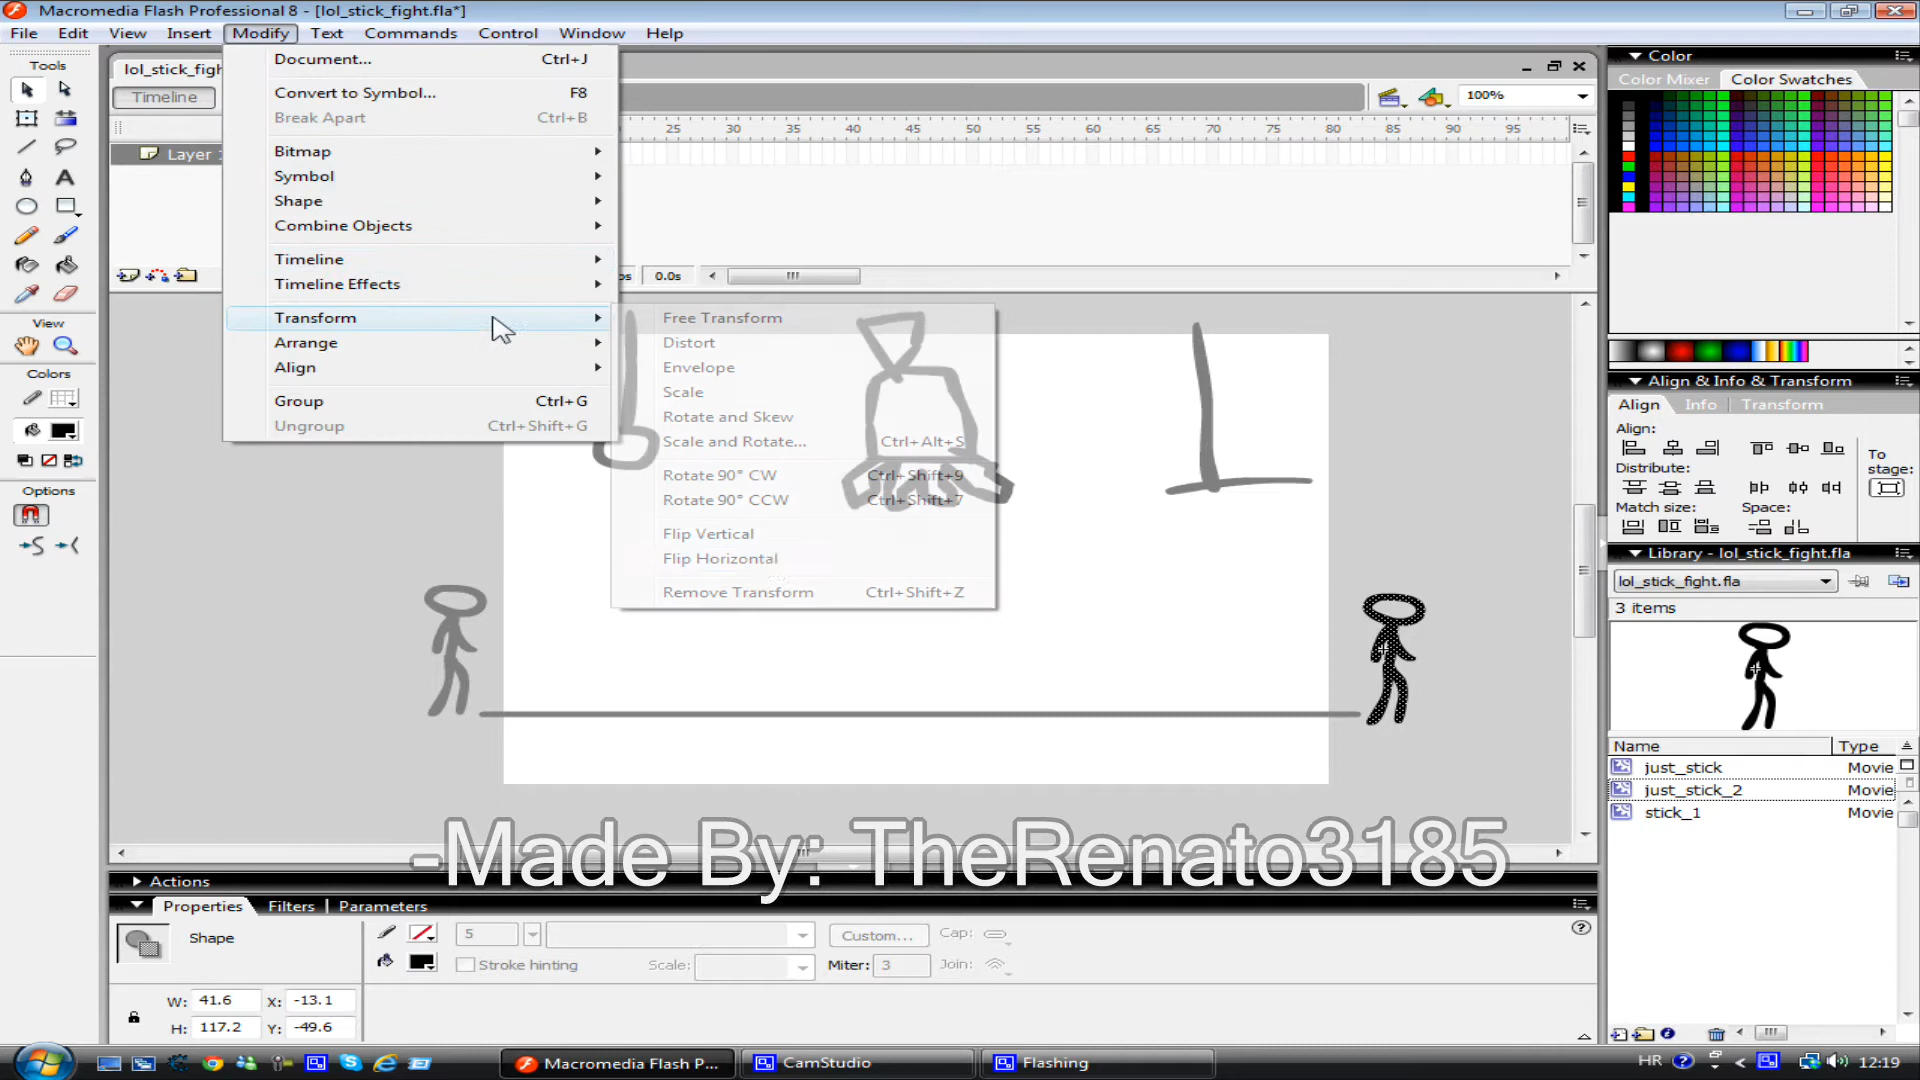 Macromedia Flash Professional 8 - [lol_stick_fight.fla*]
File Edit View Insert Modify Text Commands Control Window Help
Tools
View
Colors
Options
lol_stick_figh
Timeline
Layer
Document... Ctrl+J
Convert to Symbol... F8
Break Apart Ctrl+B
Bitmap
Symbol
Shape
Combine Objects
Timeline
Timeline Effects
Transform
Arrange
Align
Group Ctrl+G
Ungroup Ctrl+Shift+G
Free Transform
Distort
Envelope
Scale
Rotate and Skew
Scale and Rotate... Ctrl+Alt+S
Rotate 90° CW Ctrl+Shift+9
Rotate 90° CCW Ctrl+Shift+7
Flip Vertical
Flip Horizontal
Remove Transform Ctrl+Shift+Z
100%
25 30 35 40 45 50 55 60 65 70 75 80 85 90 95
0.0s
Color
Color Mixer Color Swatches
Align & Info & Transform
Align Info Transform
Align:
To stage:
Distribute:
Match size: Space:
Library - lol_stick_fight.fla
lol_stick_fight.fla
3 items
Name Type
just_stick Movie
just_stick_2 Movie
stick_1 Movie
-Made By: TheRenato3185
Actions
Properties Filters Parameters
Shape
5 Custom... Cap:
Stroke hinting Scale: Miter: 3 Join:
W: 41.6 X: -13.1
H: 117.2 Y: -49.6
Macromedia Flash P... CamStudio Flashing HR 12:19